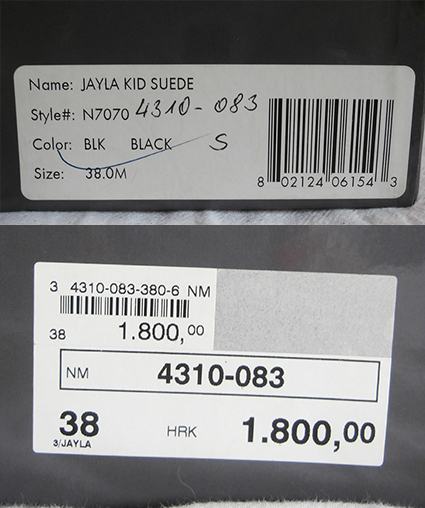 Name: JAYLA KID SUEDE
Style#: N7070 4310-083
Color: BLK BLACK S
Size: 38.0M
8 02124 06154 3
3 4310-083-380-6 NM
38 1.800,00
NM 4310-083
38 HRK 1.800,00
3/JAYLA